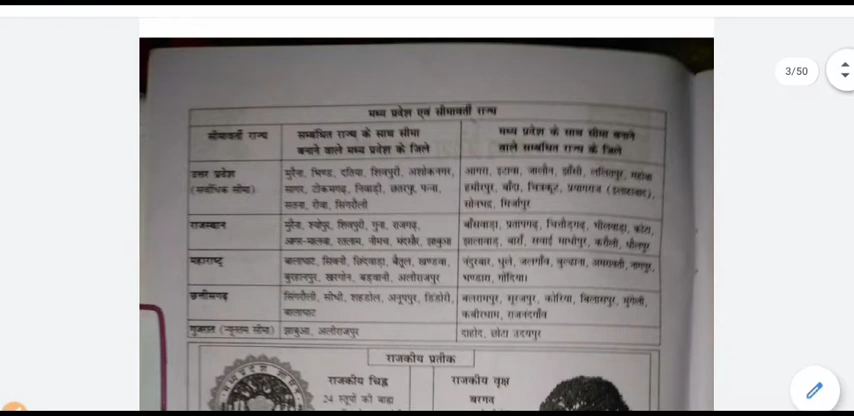 3/50
मध्य प्रदेश एवं सीमावर्ती राज्य
सीमावर्ती राज्य
सम्बंधित राज्य के साथ सीमा
बनाने वाले मध्य प्रदेश के जिले
मध्य प्रदेश के साथ सीमा बनाने
वाले सम्बंधित राज्य के जिले
उत्तर प्रदेश
(सर्वाधिक सीमा)
मुरैना, भिण्ड, दतिया, शिवपुरी, अशोकनगर,
सागर, टीकमगढ़, निवाड़ी, छतरपुर, पन्ना,
सतना, रीवा, सिंगरौली
आगरा, इटावा, जालौन, झाँसी, ललितपुर, महोबा
हमीरपुर, बाँदा, चित्रकूट, प्रयागराज (इलाहाबाद),
सोनभद्र, मिर्जापुर
राजस्थान
मुरैना, श्योपुर, शिवपुरी, गुना, राजगढ़,
आगर-मालवा, रतलाम, नीमच, मंदसौर, झाबुआ
बाँसवाड़ा, प्रतापगढ़, चित्तौड़गढ़, भीलवाड़ा, कोटा,
झालावाड़, बारों, सवाई माधोपुर, करौली, धौलपुर
महाराष्ट्र
बालाघाट, सिवनी, छिंदवाड़ा, बैतूल, खण्डवा,
बुरहानपुर, खरगोन, बड़वानी, अलीराजपुर
नंदुरबार, धुले, जलगाँव, बुल्ढाना, अमरावती, नागपुर,
भण्डारा, गोंदिया।
छत्तीसगढ़
सिंगरौली, सीधी, शहडोल, अनूपपुर, डिंडोरी,
बालाघाट
बलरामपुर, सूरजपुर, कोरिया, बिलासपुर, मुंगेली,
कबीरधाम, राजनंदगाँव
गुजरात (न्यूनतम सीमा)
झाबुआ, अलीराजपुर
दाहोद, छोटा उदयपुर
राजकीय प्रतीक
राजकीय चिह्न
24 स्तूपों की बाह्य
राजकीय वृक्ष
बरगद